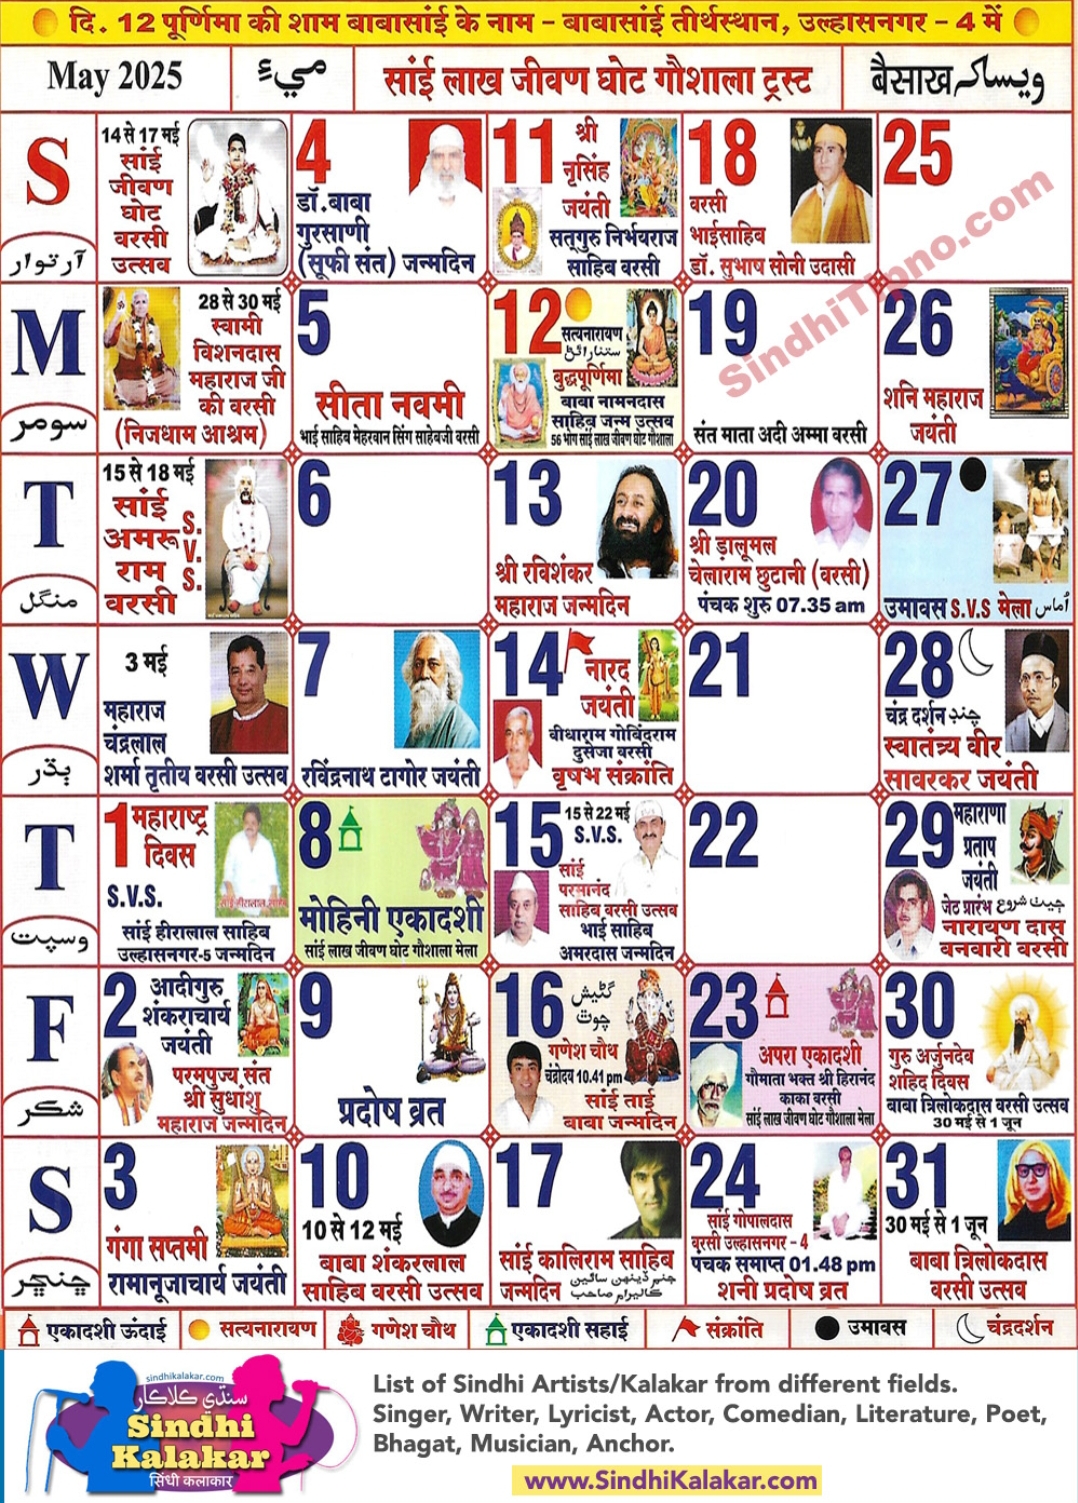 दि. 12 पूर्णिमा की शाम बाबासांई के नाम – बाबासांई तीर्थस्थान, उल्हासनगर – 4 में
May 2025
سांई लाख जीवण घोट गौशाला ट्रस्ट
बैसाख ويساک
S
آرتوار
14 से 17 मई
सांई
जीवण
घोट
वरसी
उत्सव
4
डॉ.बाबा
गुरसाणी
(सूफी संत) जन्मदिन
11
श्री
नृसिंह
जयंती
सत्गुरु निर्भयराज
साहिब वरसी
18
वरसी
भाईसाहिब
डॉ. सुभाष सोनी उदासी
25
SindhiTipno.com
M
سومر
28 से 30 मई
स्वामी
विशनदास
महाराज जी
की वरसी
(निजधाम आश्रम)
5
सीता नवमी
भाई साहिब मेहरवान सिंग साहेबजी वरसी
12
सत्यनारायण
बुद्धपूर्णिमा
बाबा नामनदास
साहिब जन्म उत्सव
56 भोग सांई लाख जीवण घोट गौशाला
19
संत माता अदी अम्मा वरसी
26
शनि महाराज
जयंती
T
منگل
15 से 18 मई
सांई
अमरू
राम
वरसी
S.
V.
S.
6
13
श्री रविशंकर
महाराज जन्मदिन
20
श्री डालूमल
चेलाराम छुटानी (वरसी)
पंचक शुरु 07.35 am
27
उमावस S.V.S मेला اُماس
W
ٻڌر
3 मई
महाराज
चंद्रलाल
शर्मा तृतीय वरसी उत्सव
7
रविंद्रनाथ टागोर जयंती
14
नारद
जयंती
वीधाराम गोबिंदराम
दुसेजा वरसी
वृषभ संक्रांति
21
28
चंद्र दर्शन چنڊ
स्वातंत्र्य वीर
सावरकर जयंती
T
وسپت
1
महाराष्ट्र
दिवस
S.V.S.
सांई हीरालाल साहिब
सांई हीरालाल साहिब
उल्हासनगर-5 जन्मदिन
8
मोहिनी एकादशी
सांई लाख जीवण घोट गौशाला मेला
15
15 से 22 मई
S.V.S.
सांई
परमानंद
साहिब वरसी उत्सव
भाई साहिब
अमरदास जन्मदिन
22
29
महाराणा
प्रताप
जयंती
जेठ प्रारंभ جيٺ شروع
नारायण दास
बनवारी वरसी
F
شڪر
2
आदीगुरु
शंकराचार्य
जयंती
परमपुज्य संत
श्री सुधांशु
महाराज जन्मदिन
9
प्रदोष व्रत
16
گڻيش
چوٿ
गणेश चौथ
चंद्रोदय 10.41 pm
सांई ताई
बाबा जन्मदिन
23
अपरा एकादशी
गौमाता भक्त श्री हिरानंद
काका वरसी
सांई लाख जीवण घोट गौशाला मेला
30
गुरु अर्जुनदेव
शहिद दिवस
बाबा त्रिलोकदास वरसी उत्सव
30 मई से 1 जून
S
ڇنڇر
3
गंगा सप्तमी
रामानूजाचार्य जयंती
10
10 से 12 मई
बाबा शंकरलाल
साहिब वरसी उत्सव
17
सांई कालिराम साहिब
जन्मदिन
24
सांई गोपालदास
वरसी उल्हासनगर - 4
पंचक समाप्त 01.48 pm
शनी प्रदोष व्रत
31
30 मई से 1 जून
बाबा त्रिलोकदास
वरसी उत्सव
एकादशी ऊंदाई
सत्यनारायण
गणेश चौथ
एकादशी सहाई
संक्रांति
उमावस
चंद्रदर्शन
sindhikalakar.com
سنڌي ڪلاڪار
Sindhi
Kalakar
सिंधी कलाकार
List of Sindhi Artists/Kalakar from different fields.
Singer, Writer, Lyricist, Actor, Comedian, Literature, Poet,
Bhagat, Musician, Anchor.
www.SindhiKalakar.com